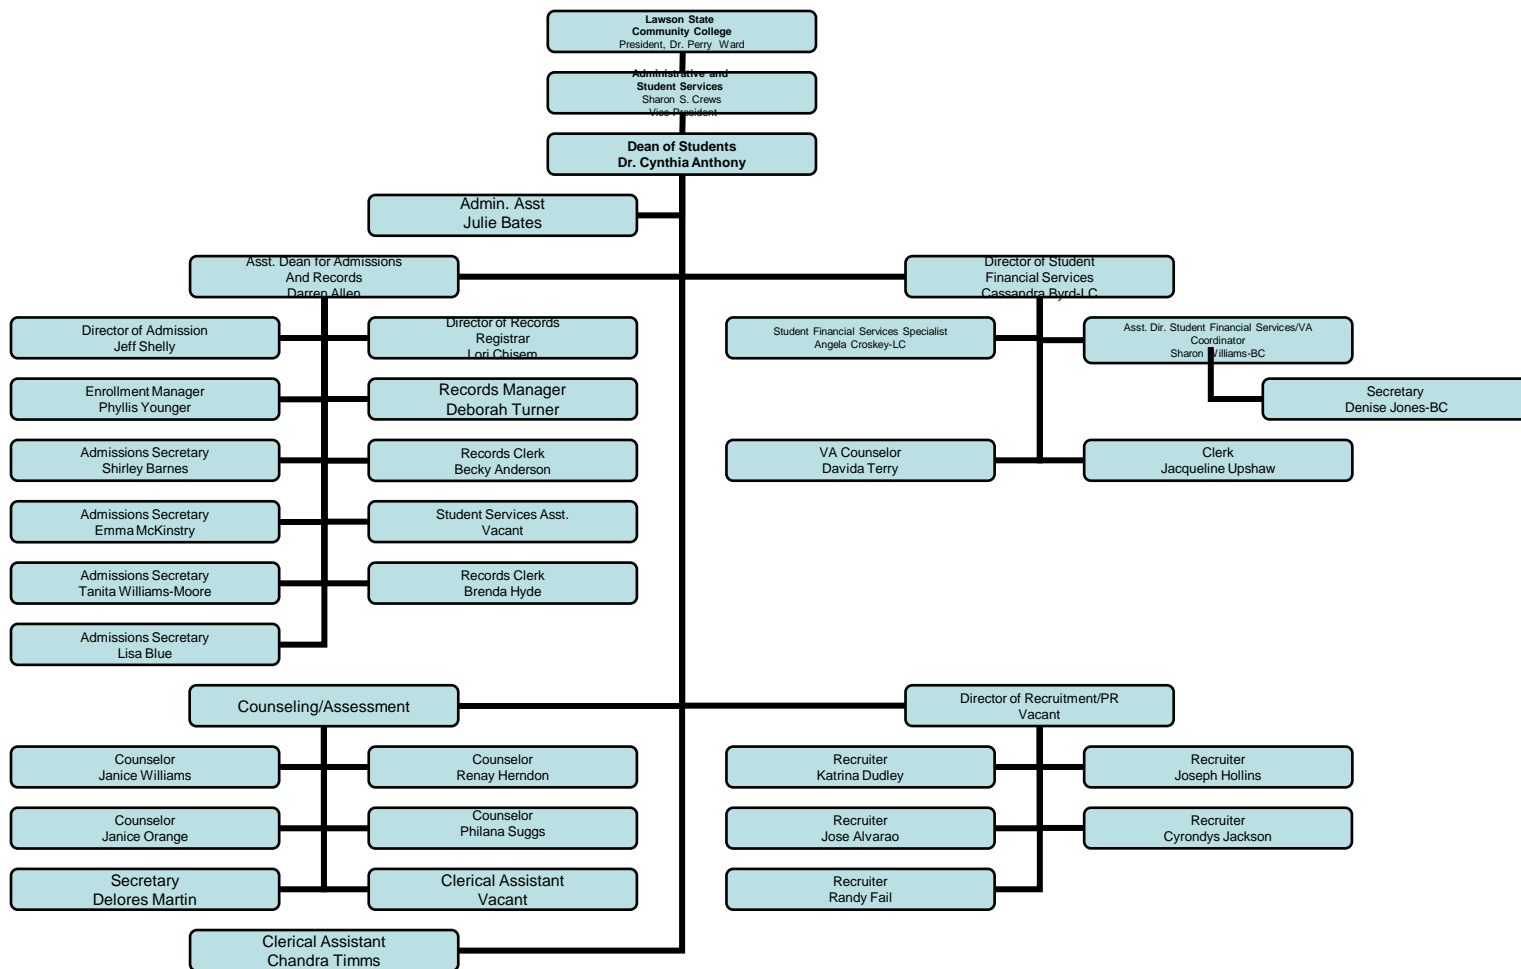 Lawson State
Community College
President, Dr. Perry Ward
Administrative and
Student Services
Sharon S. Crews
Vice President
Dean of Students
Dr. Cynthia Anthony
Admin. Asst
Julie Bates
Asst. Dean for Admissions
And Records
Darren Allen
Director of Student
Financial Services
Cassandra Byrd-LC
Director of Admission
Jeff Shelly
Director of Records
Registrar
Lori Chisem
Student Financial Services Specialist
Angela Croskey-LC
Asst. Dir. Student Financial Services/VA
Coordinator
Sharon Williams-BC
Enrollment Manager
Phyllis Younger
Records Manager
Deborah Turner
Secretary
Denise Jones-BC
Admissions Secretary
Shirley Barnes
Records Clerk
Becky Anderson
VA Counselor
Davida Terry
Clerk
Jacqueline Upshaw
Admissions Secretary
Emma McKinstry
Student Services Asst.
Vacant
Admissions Secretary
Tanita Williams-Moore
Records Clerk
Brenda Hyde
Admissions Secretary
Lisa Blue
Counseling/Assessment
Director of Recruitment/PR
Vacant
Counselor
Janice Williams
Counselor
Renay Herndon
Recruiter
Katrina Dudley
Recruiter
Joseph Hollins
Counselor
Janice Orange
Counselor
Philana Suggs
Recruiter
Jose Alvarao
Recruiter
Cyrondys Jackson
Secretary
Delores Martin
Clerical Assistant
Vacant
Recruiter
Randy Fail
Clerical Assistant
Chandra Timms